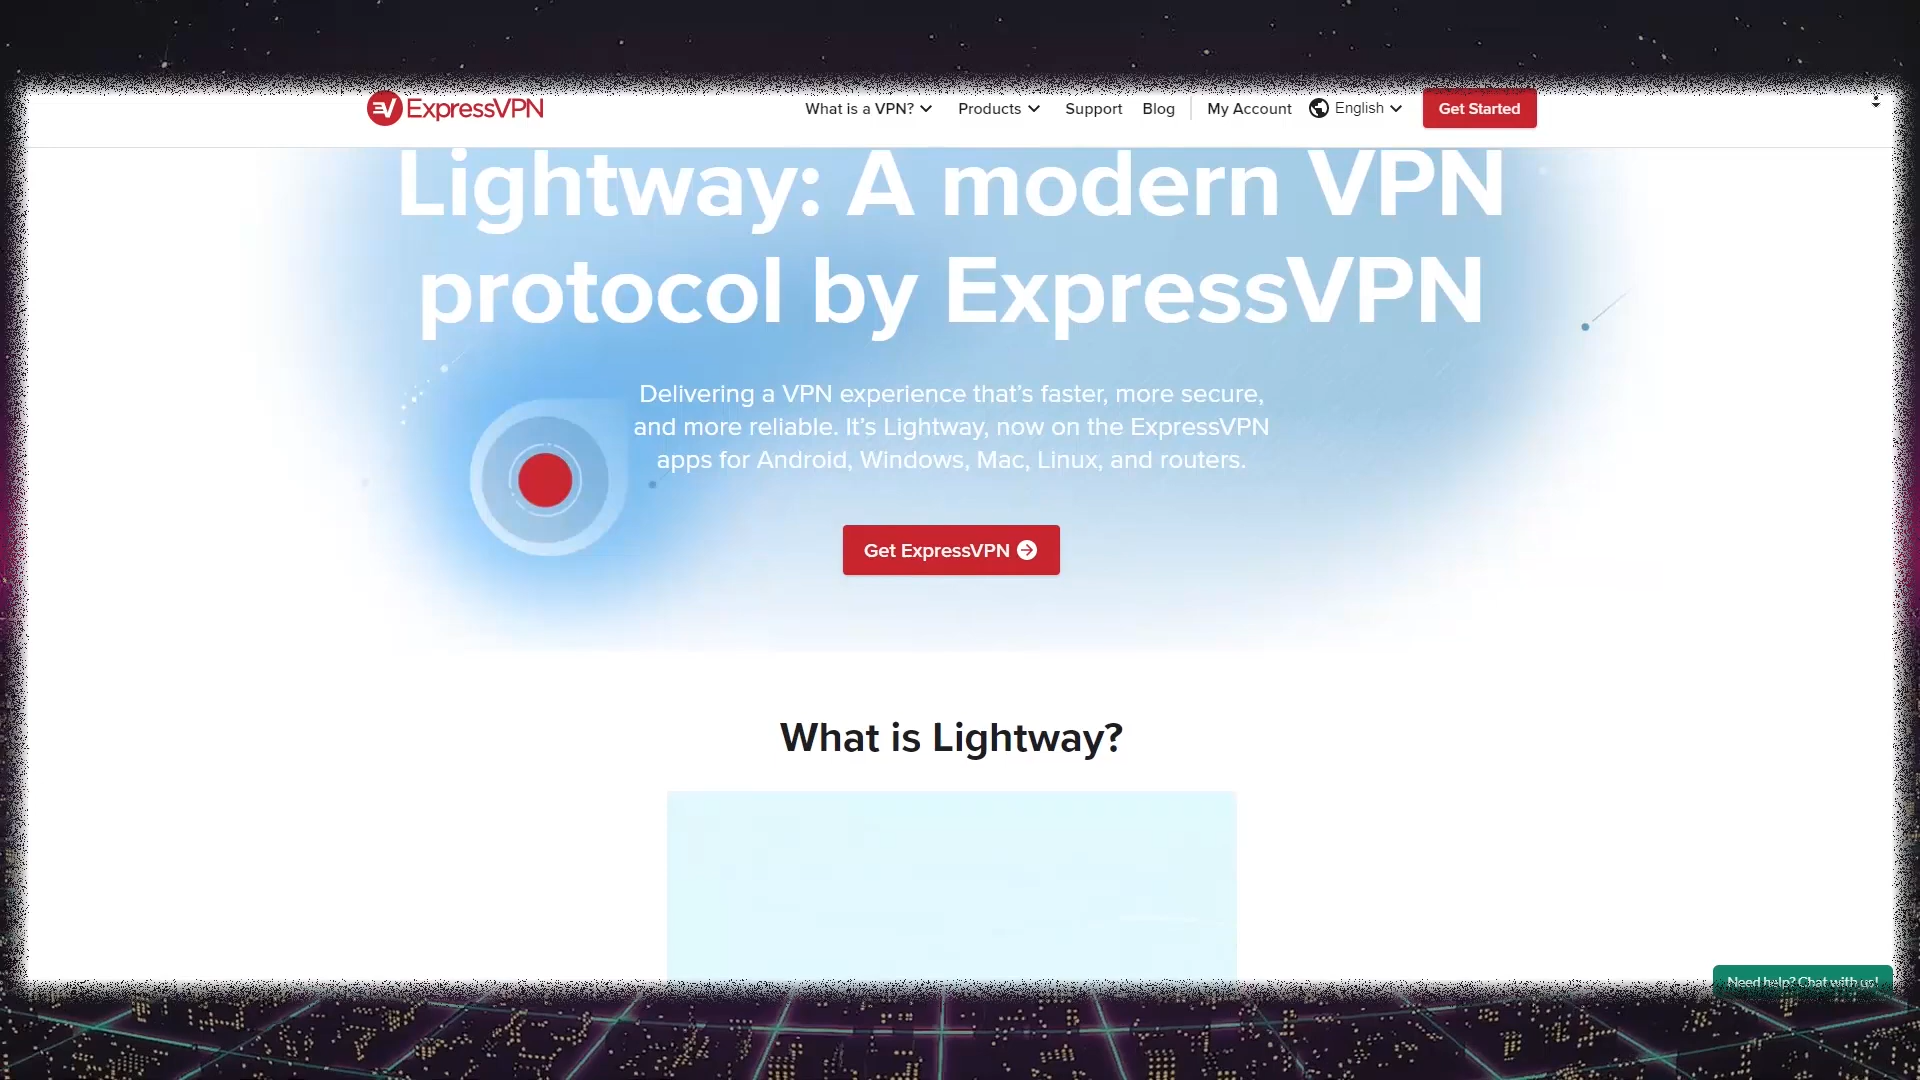 ExpressVPN
What is a VPN? Products Support Blog My Account English Get Started
Lightway: A modern VPN
protocol by ExpressVPN
Delivering a VPN experience that’s faster, more secure,
and more reliable. It’s Lightway, now on the ExpressVPN
apps for Android, Windows, Mac, Linux, and routers.
Get ExpressVPN
What is Lightway?
Need help? Chat with us!